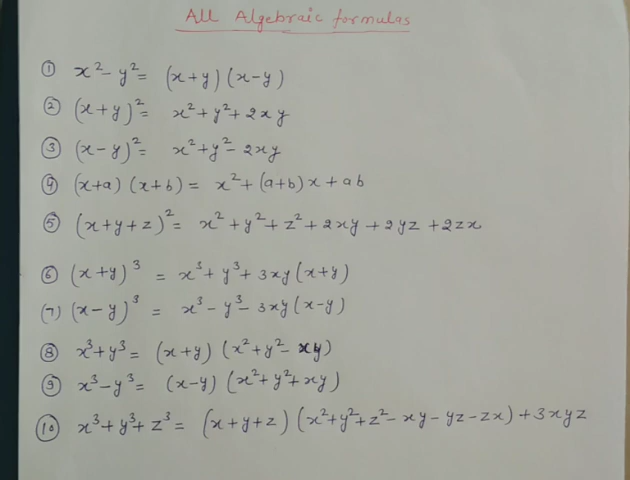 All Algebraic formulas
① x² - y² = (x+y) (x-y)
② (x+y)² = x² + y² + 2xy
③ (x-y)² = x² + y² - 2xy
④ (x+a) (x+b) = x² + (a+b)x + ab
⑤ (x+y+z)² = x² + y² + z² + 2xy + 2yz + 2zx
⑥ (x+y)³ = x³ + y³ + 3xy(x+y)
(7) (x-y)³ = x³ - y³ - 3xy(x-y)
⑧ x³+y³ = (x+y) (x²+y² - xy)
⑨ x³-y³ = (x-y) (x²+y²+xy)
⑩ x³+y³+z³ = (x+y+z) (x²+y²+z² - xy - yz - zx) + 3xyz